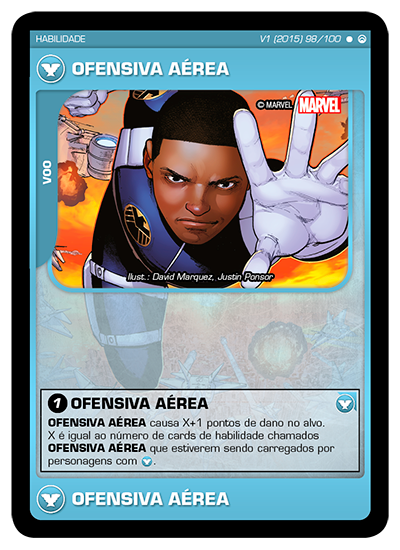 HABILIDADE
V1 (2015) 98/100
OFENSIVA AÉREA
© MARVEL MARVEL
VOO
Ilust.: David Marquez, Justin Ponsor
1 OFENSIVA AÉREA
OFENSIVA AÉREA causa X+1 pontos de dano no alvo.
X é igual ao número de cards de habilidade chamados
OFENSIVA AÉREA que estiverem sendo carregados por
personagens com .
OFENSIVA AÉREA